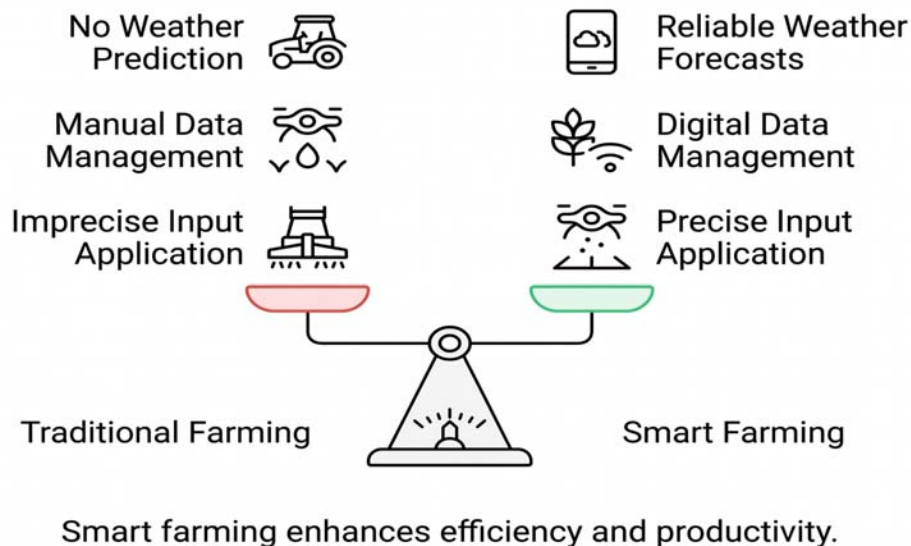 No Weather
Prediction
Reliable Weather
Forecasts
Manual Data
Management
Digital Data
Management
Imprecise Input
Application
Precise Input
Application
Traditional Farming
Smart Farming
Smart farming enhances efficiency and productivity.